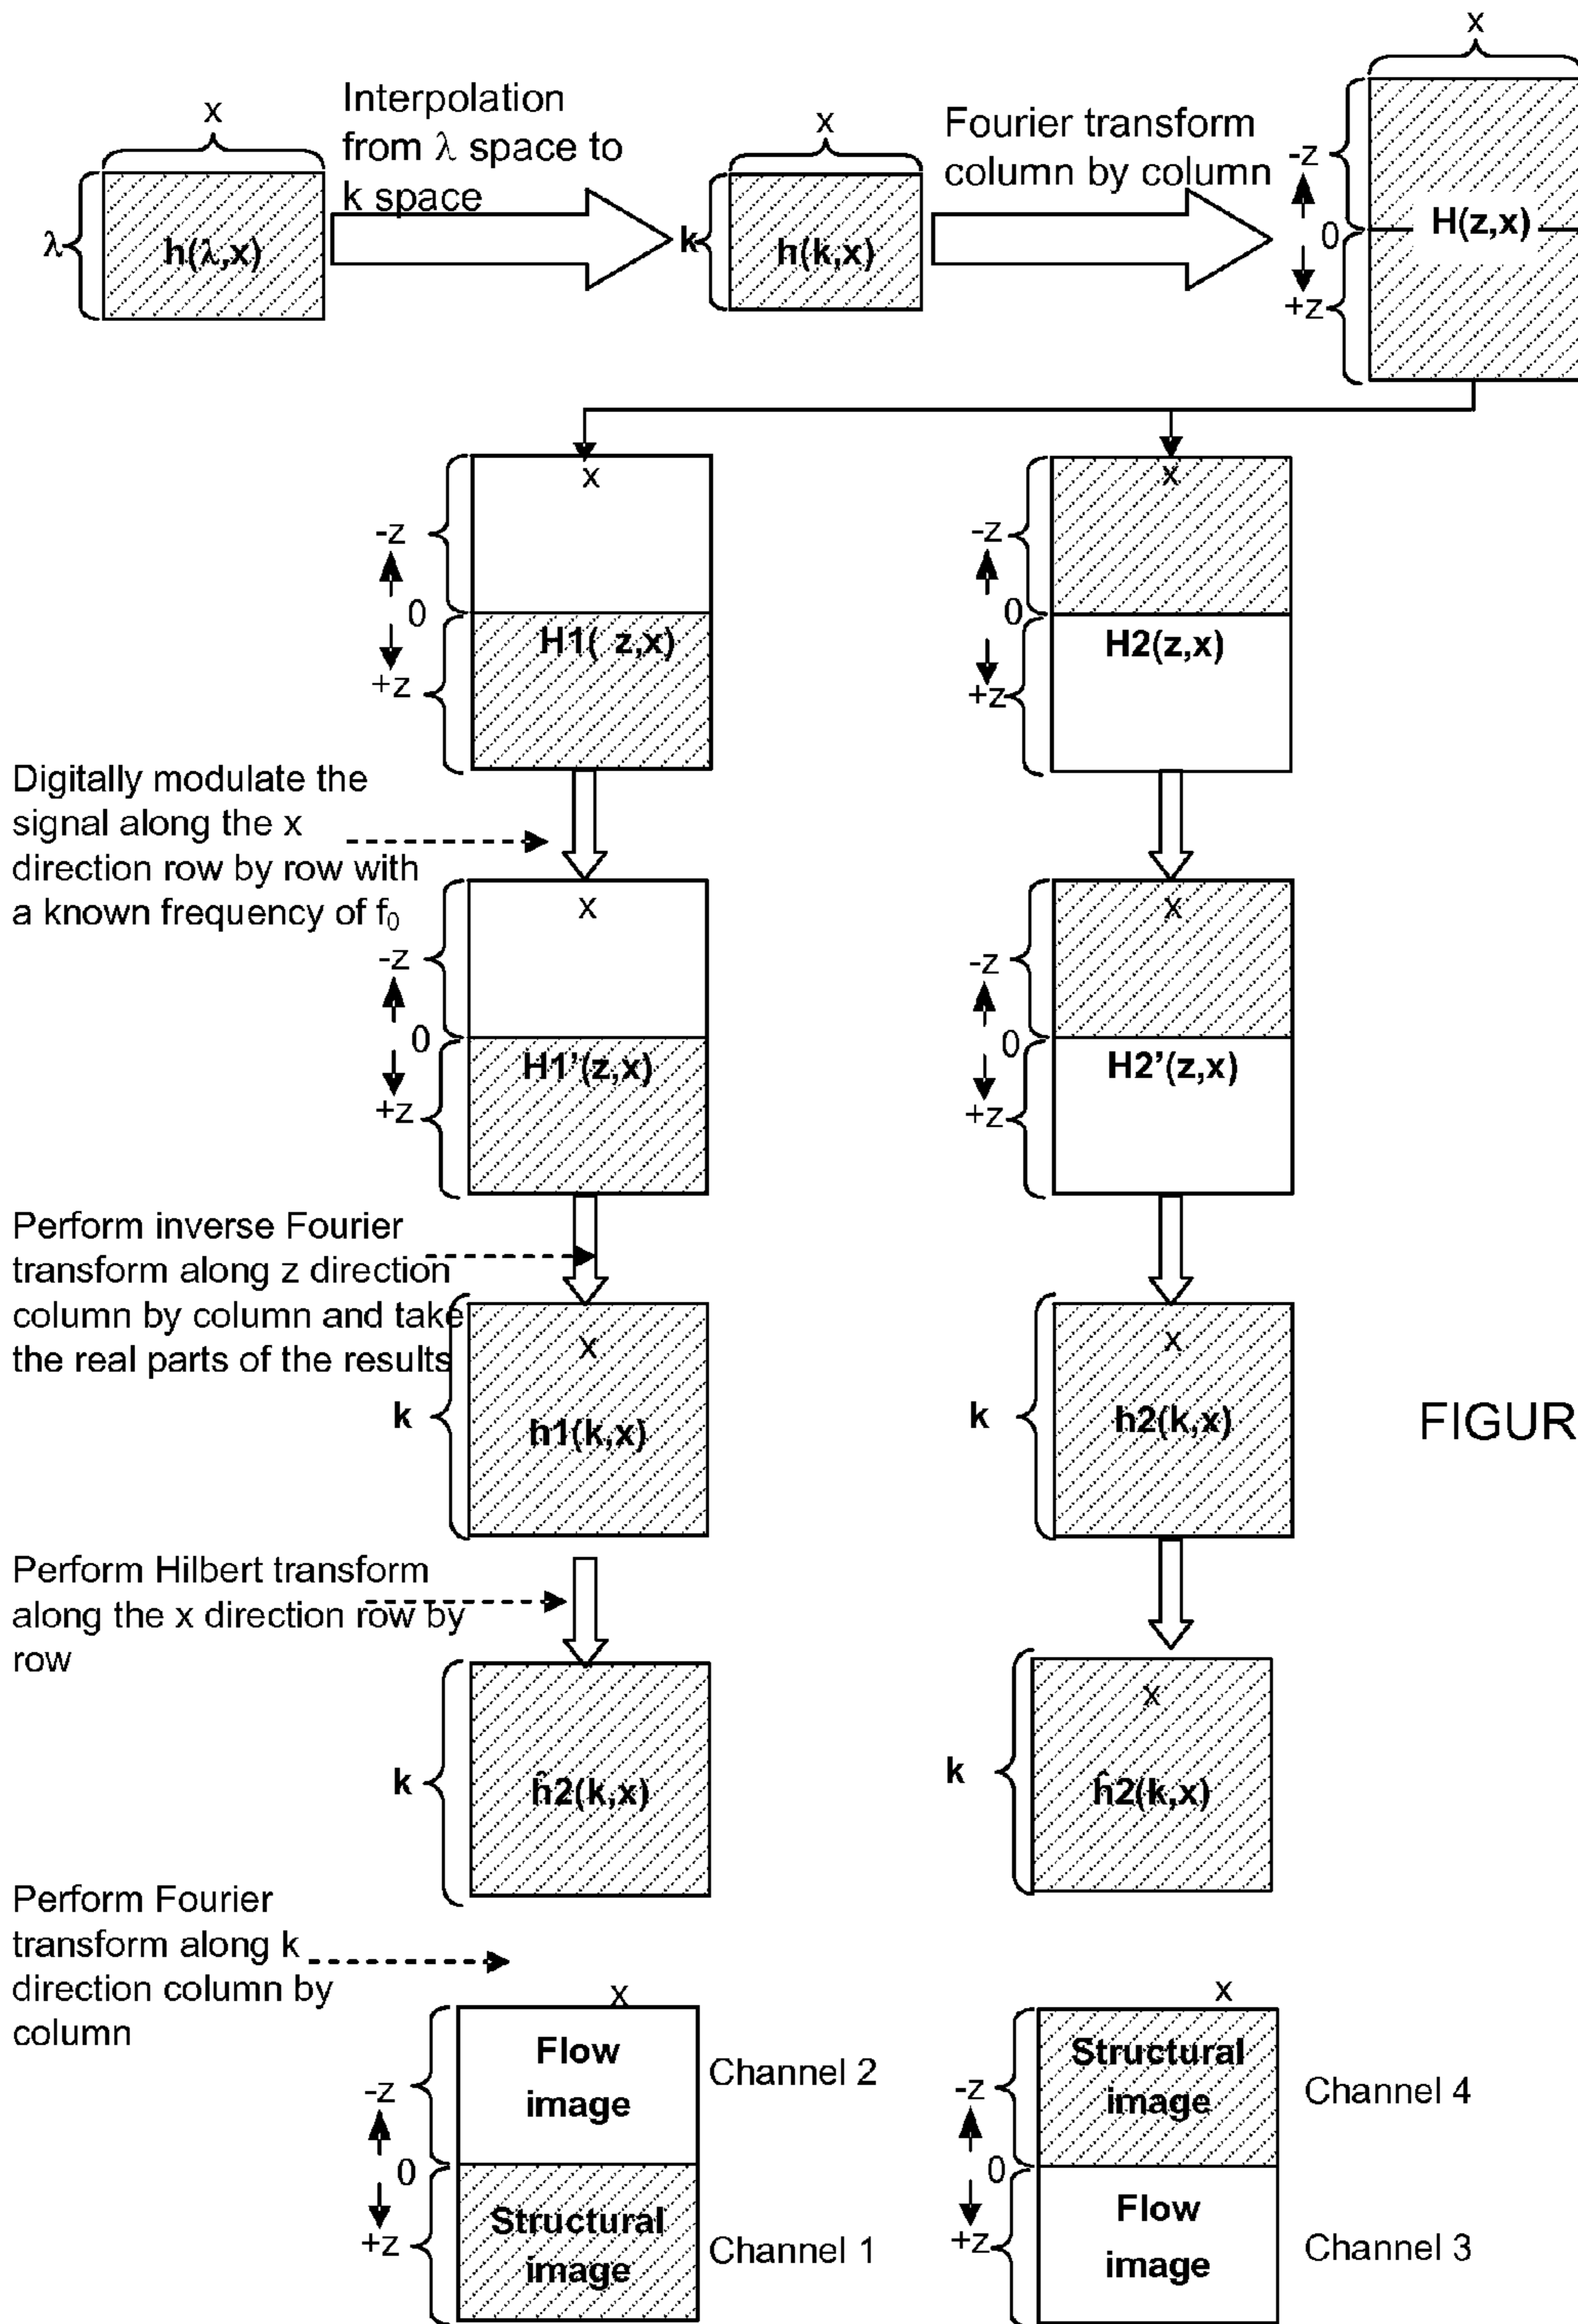 x
x
Interpolation
from λ space to
k space
x
Fourier transform
column by column
λ
h(λ,x)
k
h(k,x)
-z
0
+z
H(z,x)
x
-z
0
+z
H1( z,x)
x
-z
0
+z
H2(z,x)
Digitally modulate the
signal along the x
direction row by row with
a known frequency of f₀
x
-z
0
+z
H1’(z,x)
x
-z
0
+z
H2’(z,x)
Perform inverse Fourier
transform along z direction
column by column and take
the real parts of the results
x
k
h1(k,x)
x
k
h2(k,x)
FIGUR
Perform Hilbert transform
along the x direction row by
row
k
ĥ2(k,x)
x
k
ĥ2(k,x)
Perform Fourier
transform along k
direction column by
column
x
Flow
image
Channel 2
-z
0
+z
Structural
image
Channel 1
x
Structural
image
Channel 4
-z
0
+z
Flow
image
Channel 3